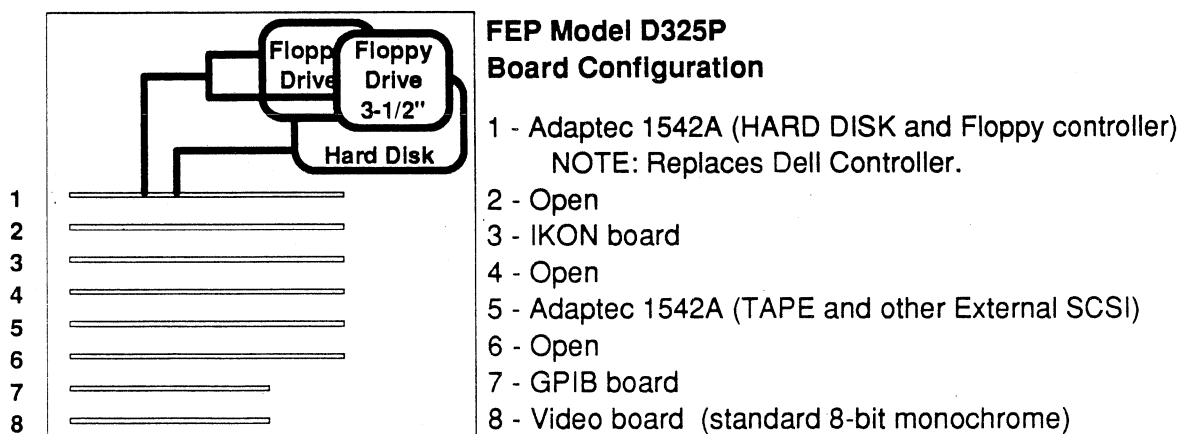 Floppy
Drive
Floppy
Drive
3-1/2"
Hard Disk
1
2
3
4
5
6
7
8
FEP Model D325P
Board Configuration
1 - Adaptec 1542A (HARD DISK and Floppy controller)
NOTE: Replaces Dell Controller.
2 - Open
3 - IKON board
4 - Open
5 - Adaptec 1542A (TAPE and other External SCSI)
6 - Open
7 - GPIB board
8 - Video board (standard 8-bit monochrome)